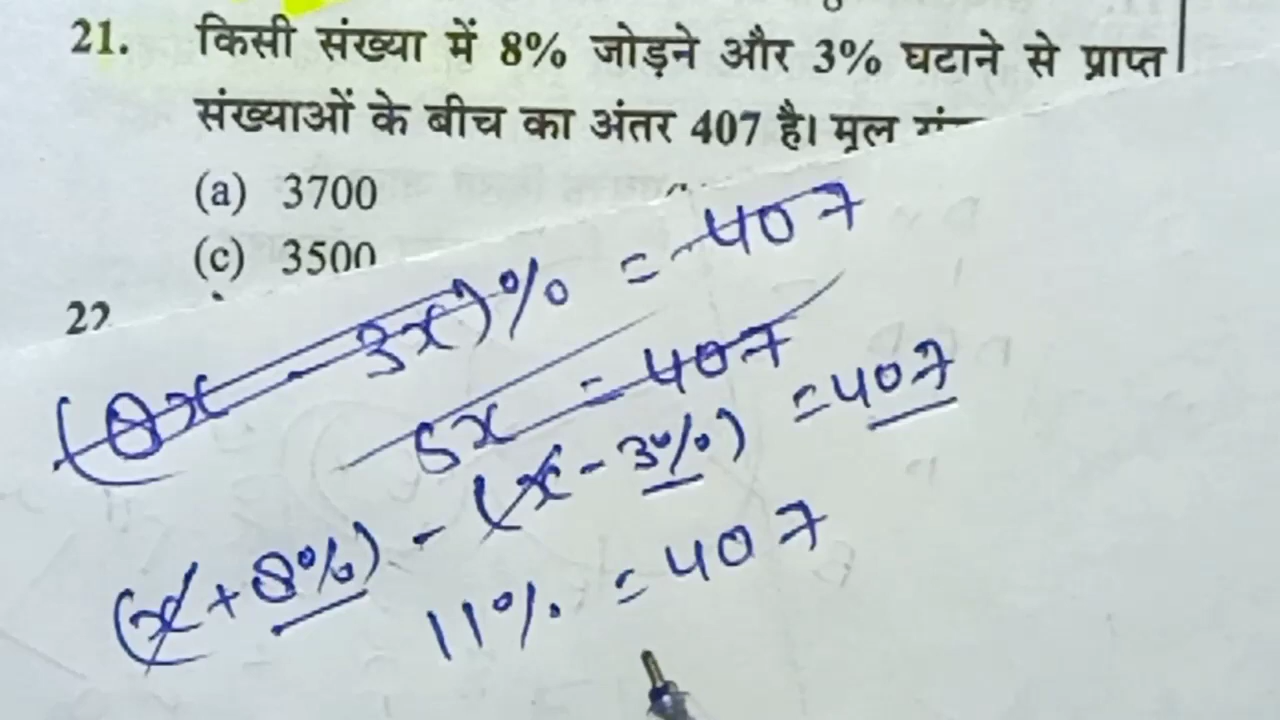 21. किसी संख्या में 8% जोड़ने और 3% घटाने से प्राप्त
संख्याओं के बीच का अंतर 407 है। मूल
(a) 3700
(c) 3500
22
(8x - 3x)% = 407
5x = 407
(x + 8%) - (x - 3%) = 407
11% = 407